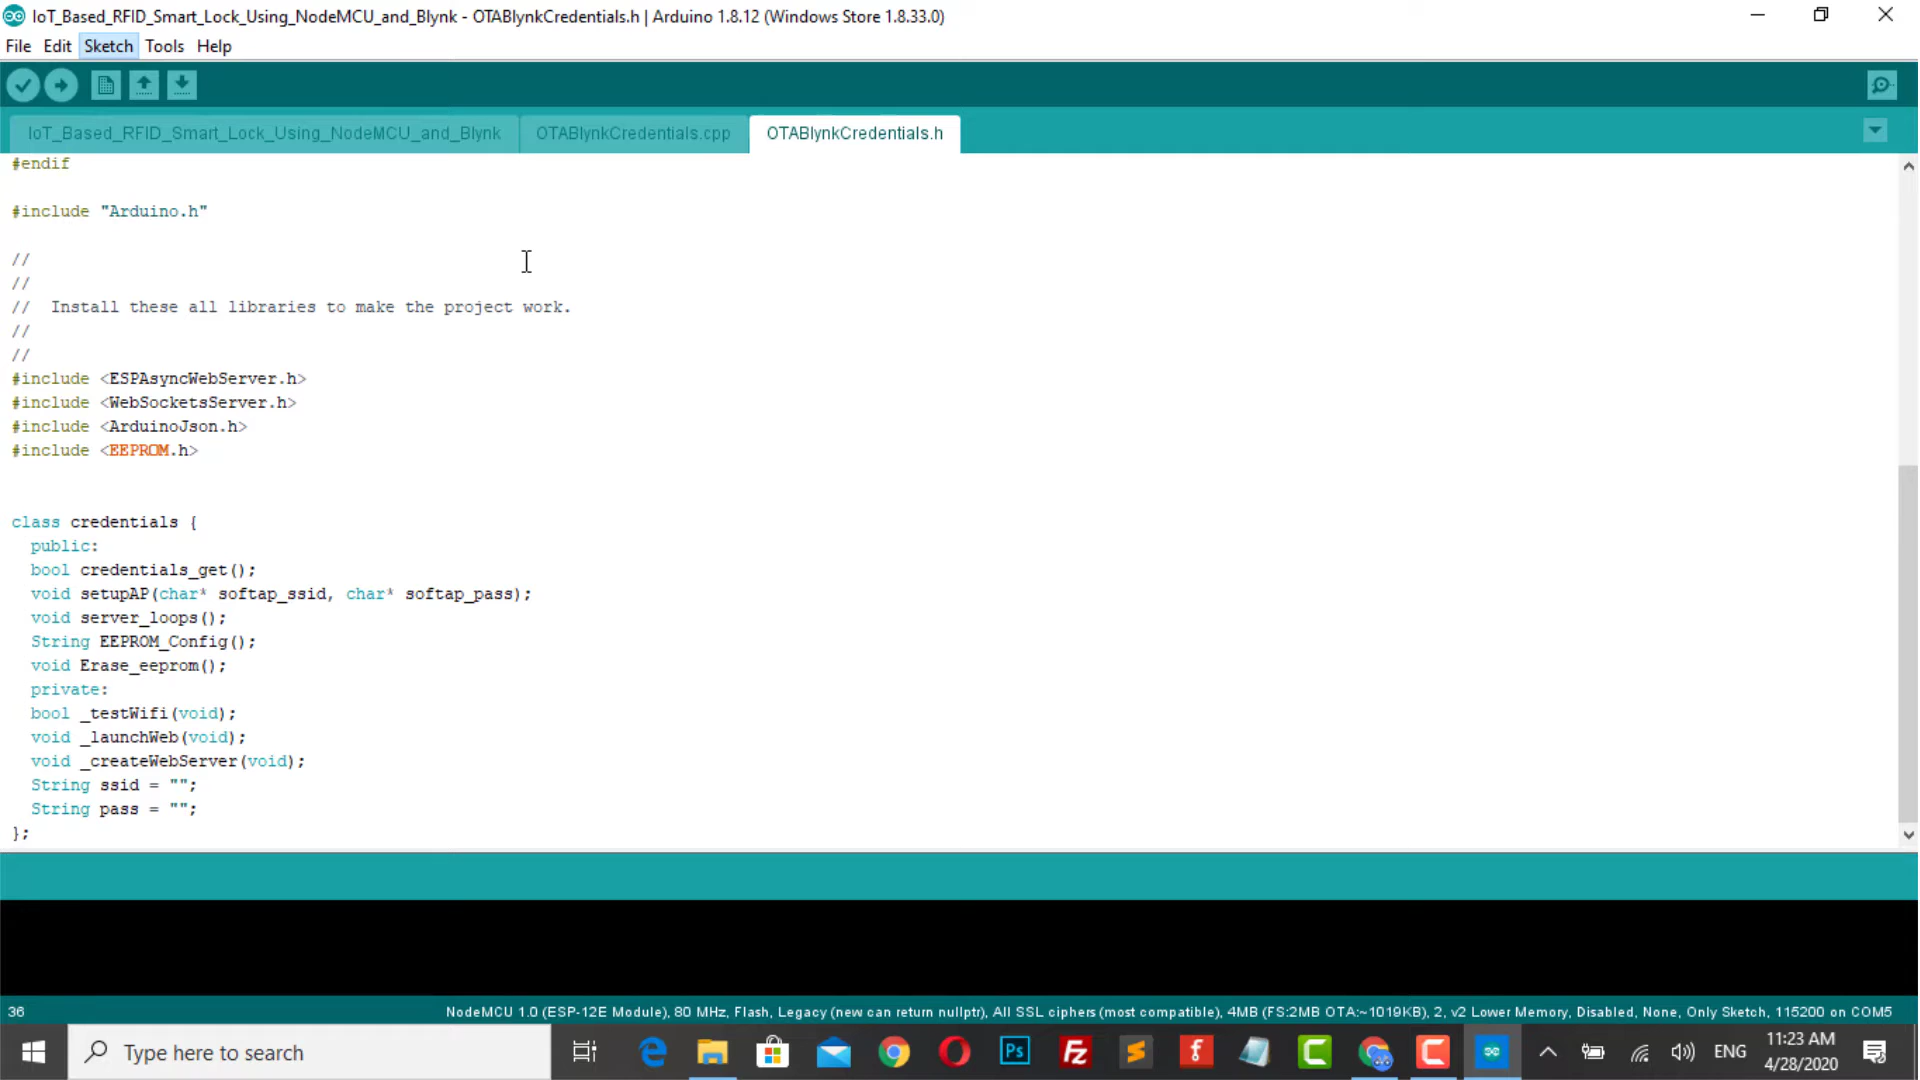 IoT_Based_RFID_Smart_Lock_Using_NodeMCU_and_Blynk - OTABlynkCredentials.h | Arduino 1.8.12 (Windows Store 1.8.33.0)
File Edit Sketch Tools Help
IoT_Based_RFID_Smart_Lock_Using_NodeMCU_and_Blynk OTABlynkCredentials.cpp OTABlynkCredentials.h
#endif
#include "Arduino.h"
//
//
// Install these all libraries to make the project work.
//
//
#include <ESPAsyncWebServer.h>
#include <WebSocketsServer.h>
#include <ArduinoJson.h>
#include <EEPROM.h>
class credentials {
public:
bool credentials_get();
void setupAP(char* softap_ssid, char* softap_pass);
void server_loops();
String EEPROM_Config();
void Erase_eeprom();
private:
bool _testWifi(void);
void _launchWeb(void);
void _createWebServer(void);
String ssid = "";
String pass = "";
};
36 NodeMCU 1.0 (ESP-12E Module), 80 MHz, Flash, Legacy (new can return nullptr), All SSL ciphers (most compatible), 4MB (FS:2MB OTA:~1019KB), 2, v2 Lower Memory, Disabled, None, Only Sketch, 115200 on COM5
Type here to search Ps Fz ENG 11:23 AM
4/28/2020